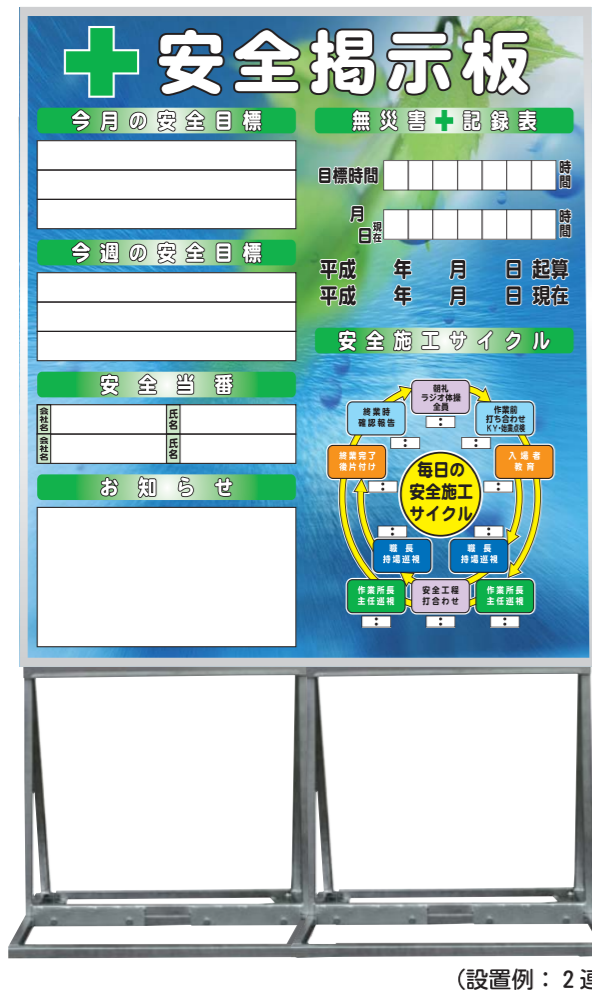 安全掲示板
今月の安全目標
今週の安全目標
安全当番
会社名 氏名
会社名 氏名
お知らせ
無災害 記録表
目標時間 時間
月日現在 時間
平成 年 月 日 起算
平成 年 月 日 現在
安全施工サイクル
朝礼
ラジオ体操
全員
:
作業前
打ち合わせ
KY・始業点検
:
入場者
教育
:
職長
持場巡視
:
作業所長
主任巡視
:
安全工程
打合わせ
:
作業所長
主任巡視
:
職長
持場巡視
:
終業完了
後片付け
:
終業時
確認報告
:
毎日の
安全施工
サイクル
(設置例：2連